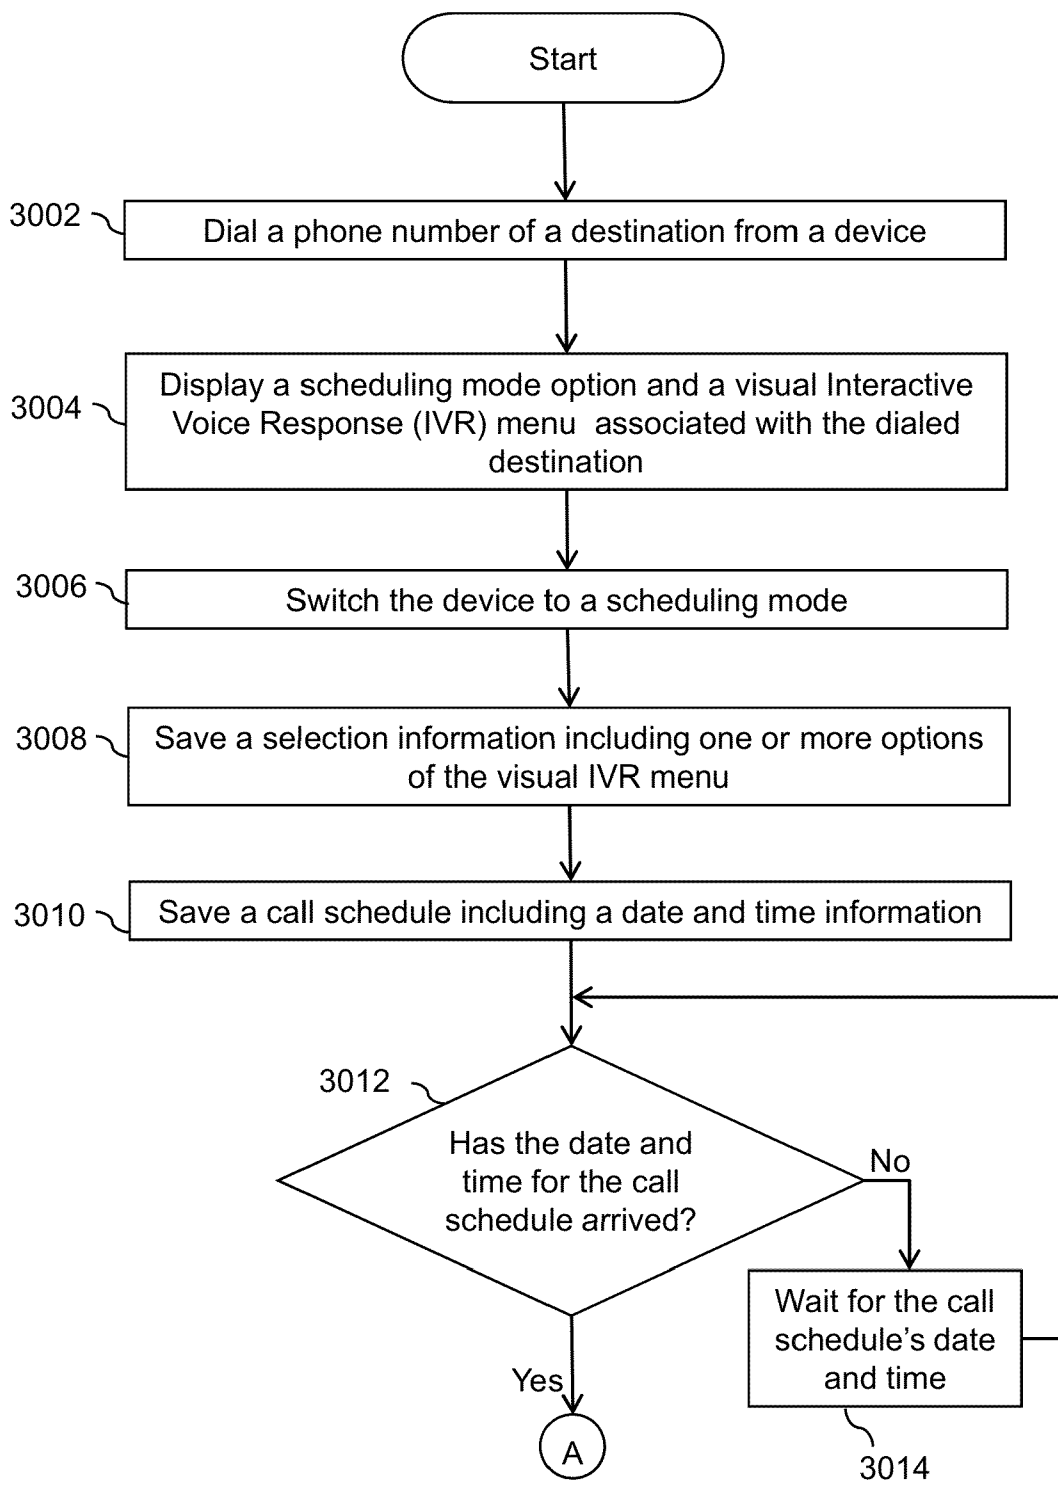 Start
3002
Dial a phone number of a destination from a device
3004
Display a scheduling mode option and a visual Interactive
Voice Response (IVR) menu associated with the dialed
destination
3006
Switch the device to a scheduling mode
3008
Save a selection information including one or more options
of the visual IVR menu
3010
Save a call schedule including a date and time information
3012
Has the date and
time for the call
schedule arrived?
No
Wait for the call
schedule's date
and time
3014
Yes
A